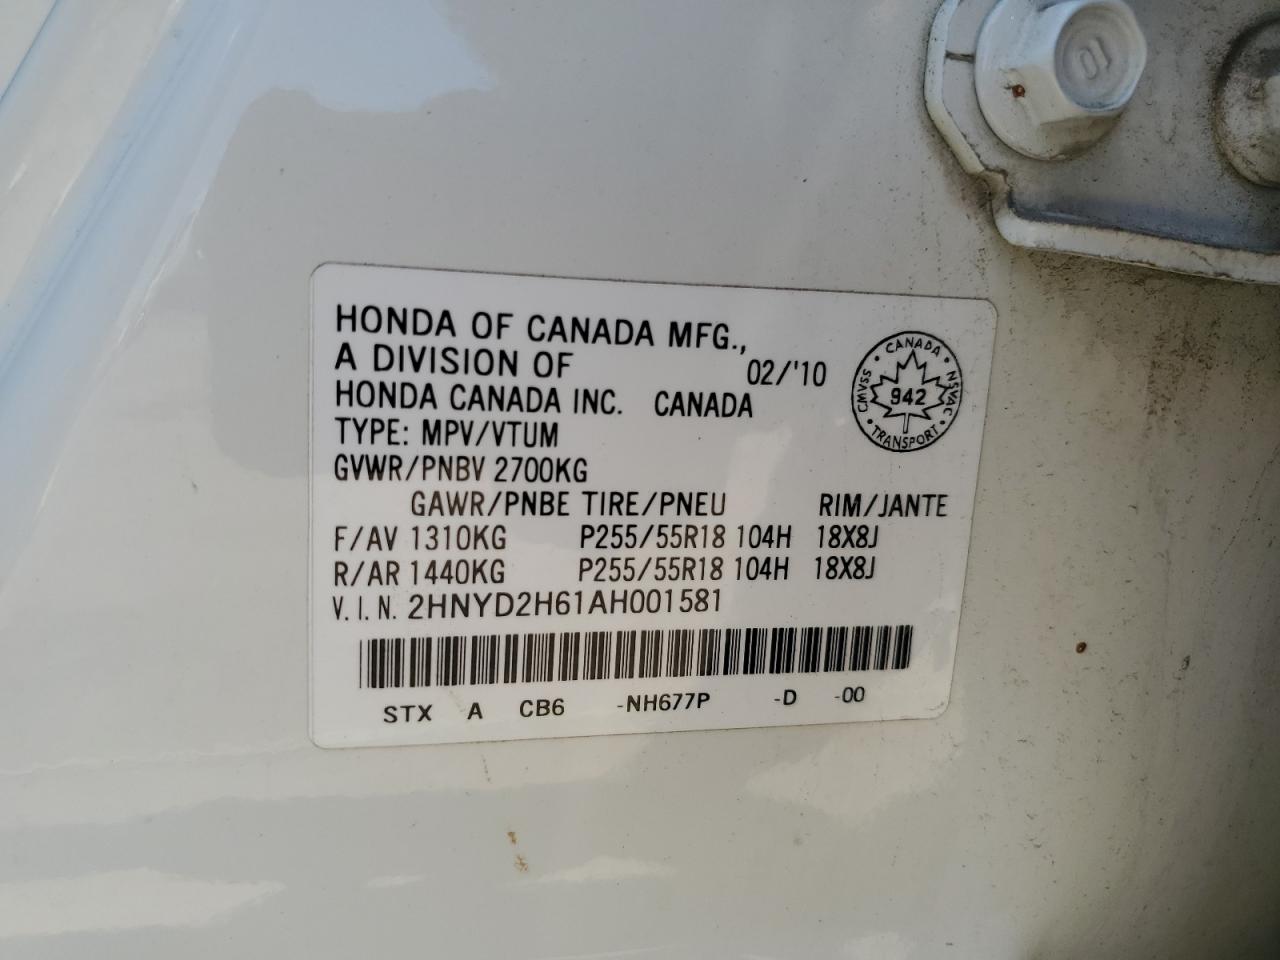 HONDA OF CANADA MFG.,
A DIVISION OF 02/'10
HONDA CANADA INC. CANADA
TYPE: MPV/VTUM
GVWR/PNBV 2700KG
GAWR/PNBE TIRE/PNEU RIM/JANTE
F/AV 1310KG P255/55R18 104H 18X8J
R/AR 1440KG P255/55R18 104H 18X8J
V.I.N. 2HNYD2H61AH001581
STX A CB6 -NH677P -D -00
CANADA
CMVSS 942 NSVAC
TRANSPORT
10